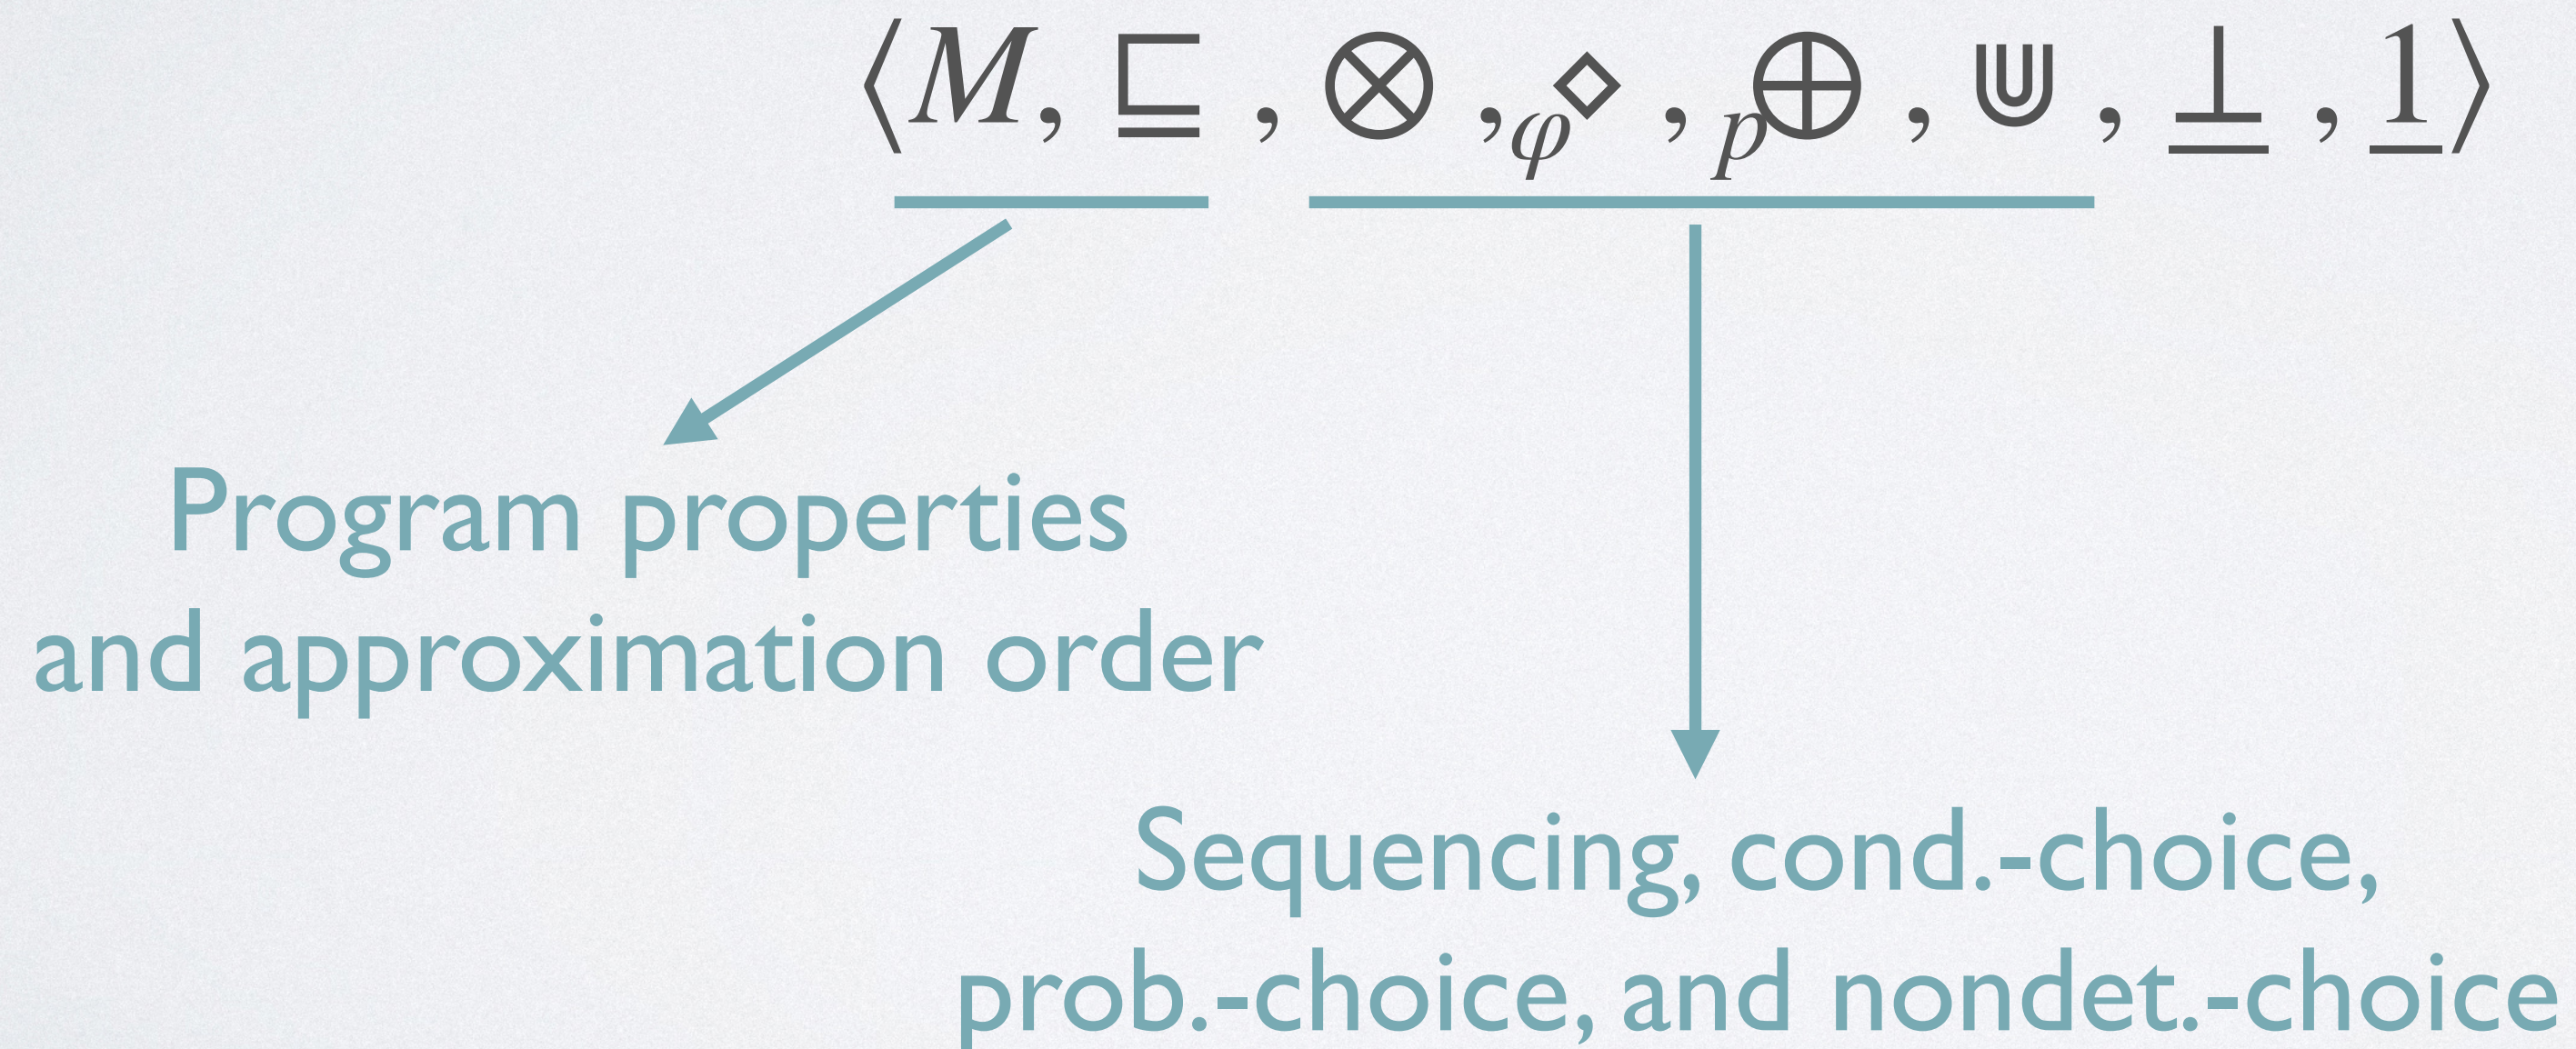 ⟨M, ⊑ , ⊗ ,φ◇ , p⊕ , ⋓ , ⊥ , 1⟩
Program properties
and approximation order
Sequencing, cond.-choice,
prob.-choice, and nondet.-choice